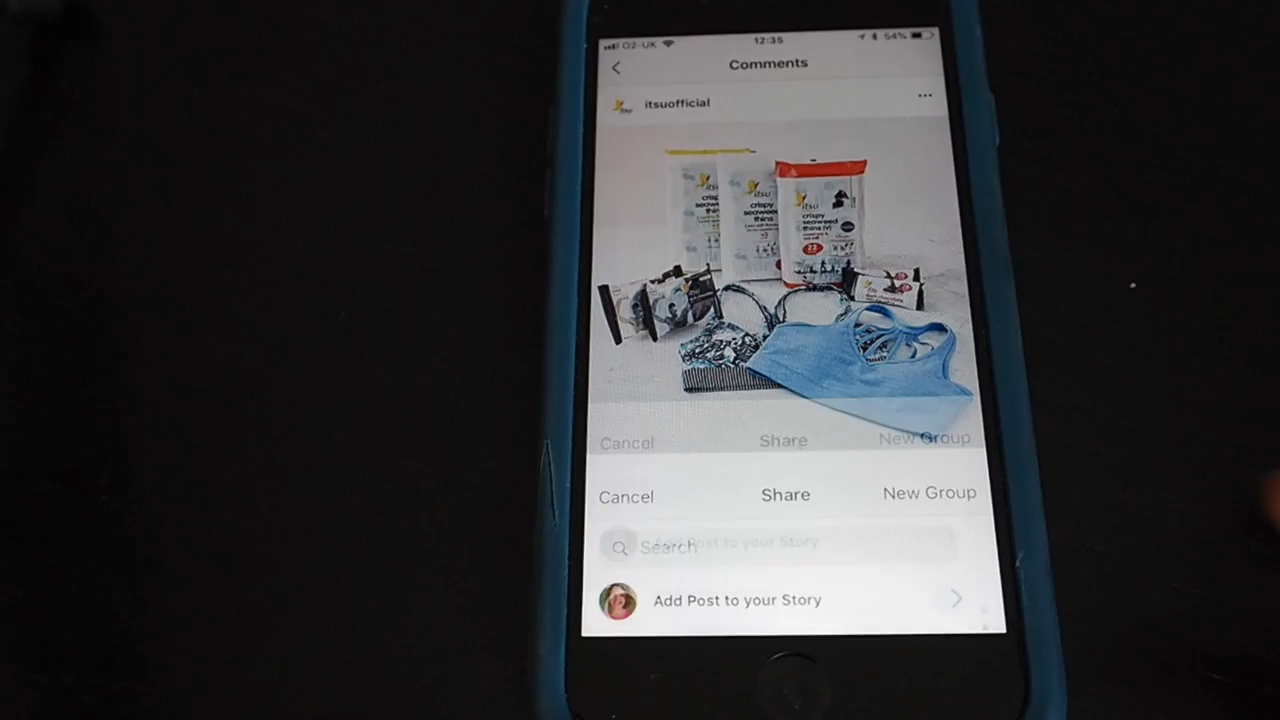 O2-UK 12:35 54%
Comments
itsuofficial
itsu
crispy
seaweed
thins
itsu
crispy
seaweed
thins
itsu
crispy
seaweed
thins (v)
itsu
Cancel Share New Group
Cancel Share New Group
Search
Add Post to your Story
Add Post to your Story